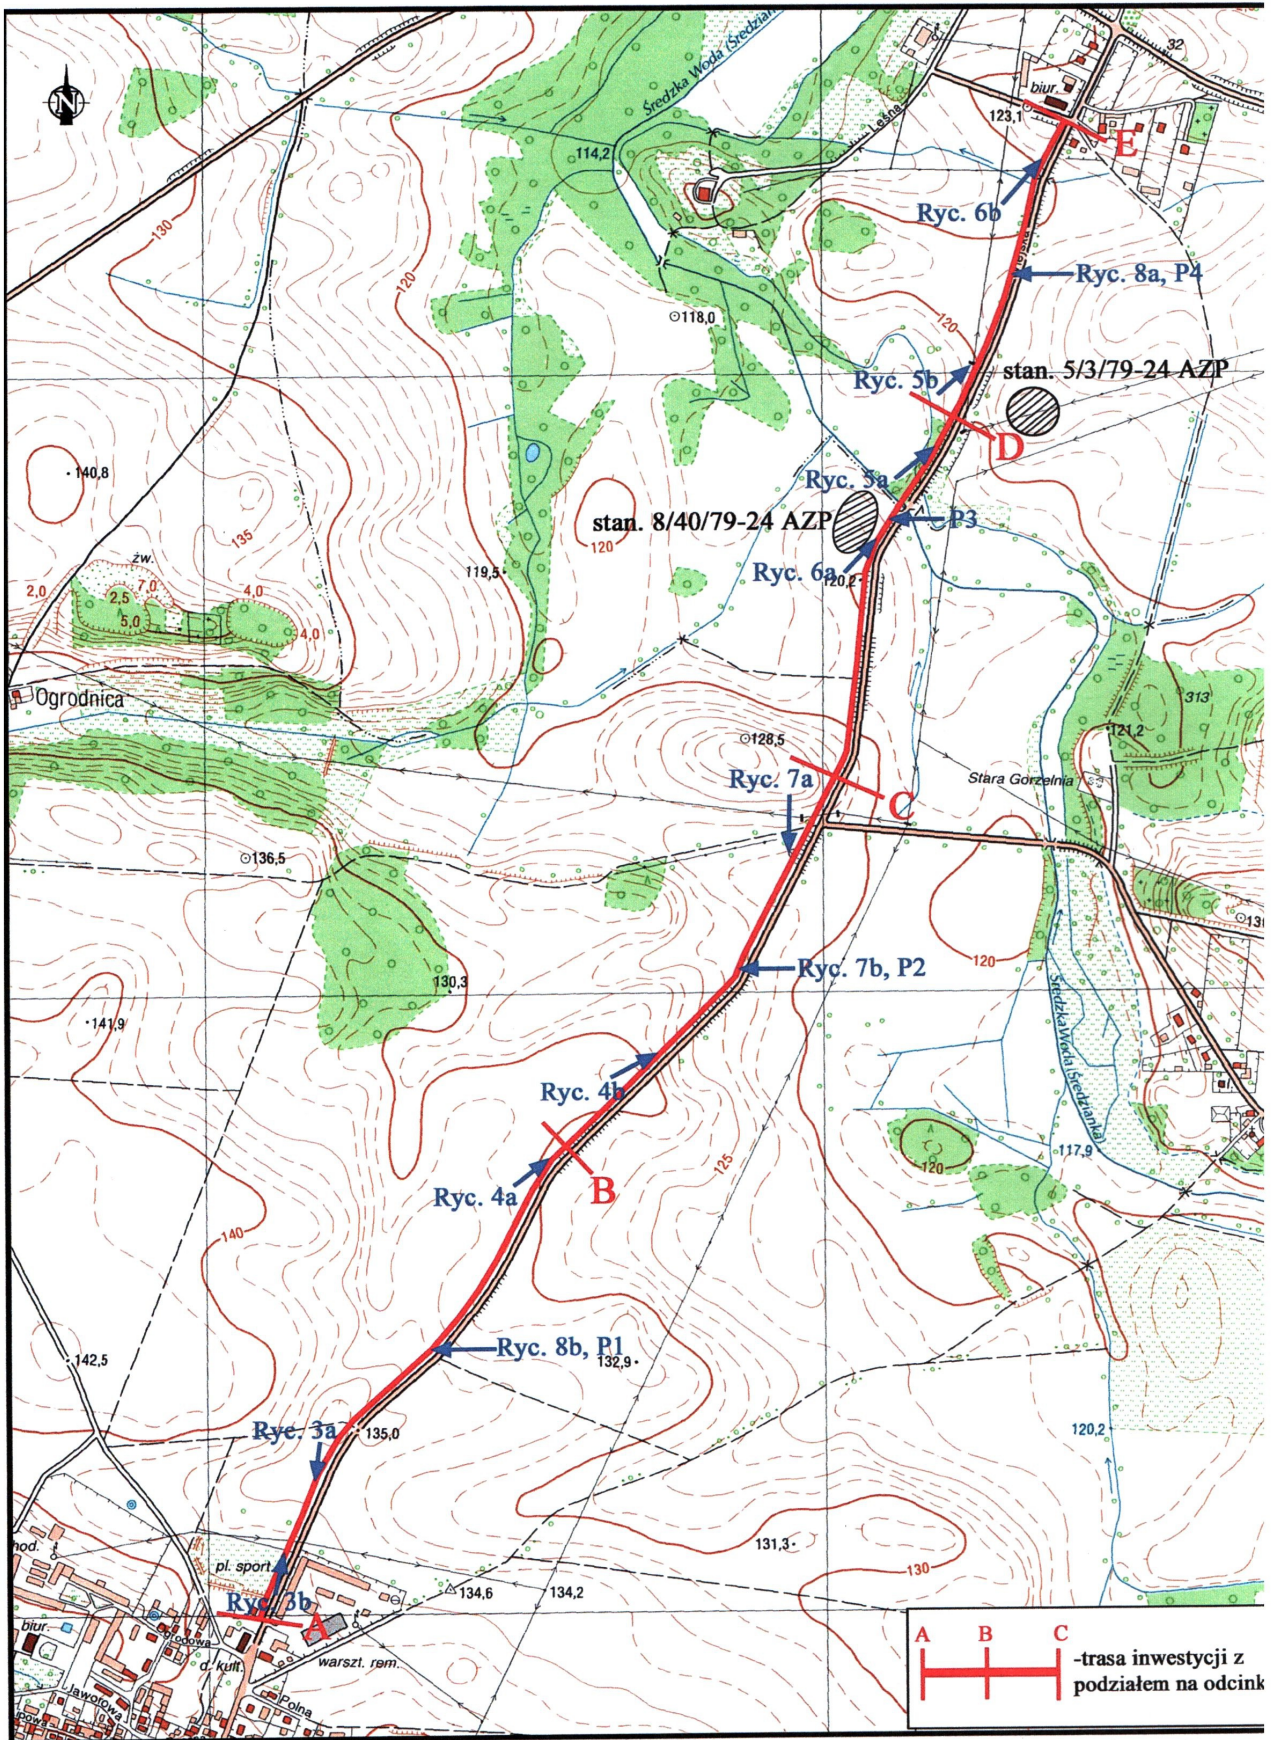 N
Średzka Woda (Średzian
32
biur.
123,1
E
Leśna
114,2
Ryc. 6b
130
120
Ryc. 8a, P4
118,0
120
stan. 5/3/79-24 AZP
Ryc. 5b
D
140,8
Ryc. 5a
stan. 8/40/79-24 AZP
P3
135
120
żw.
119,5
Ryc. 6a
120,2
2,0
7,0
2,5
4,0
5,0
4,0
Ogrodnica
313
121,2
128,5
Ryc. 7a
Stara Gorzelnia
C
136,5
120
Ryc. 7b, P2
130,3
141,9
Średzka Woda (Średzianka)
Ryc. 4b
117,9
120
125
Ryc. 4a
B
140
Ryc. 8b, P1
132,9
142,5
Ryc. 3a
135,0
120,2
hod.
131,3
130
pl. sport.
134,6
134,2
Ryc. 3b
A
biur.
Ogrodowa
d. kult.
warszt. rem.
Jaworowa
Polna
ipowa
A B C
-trasa inwestycji z
podziałem na odcink